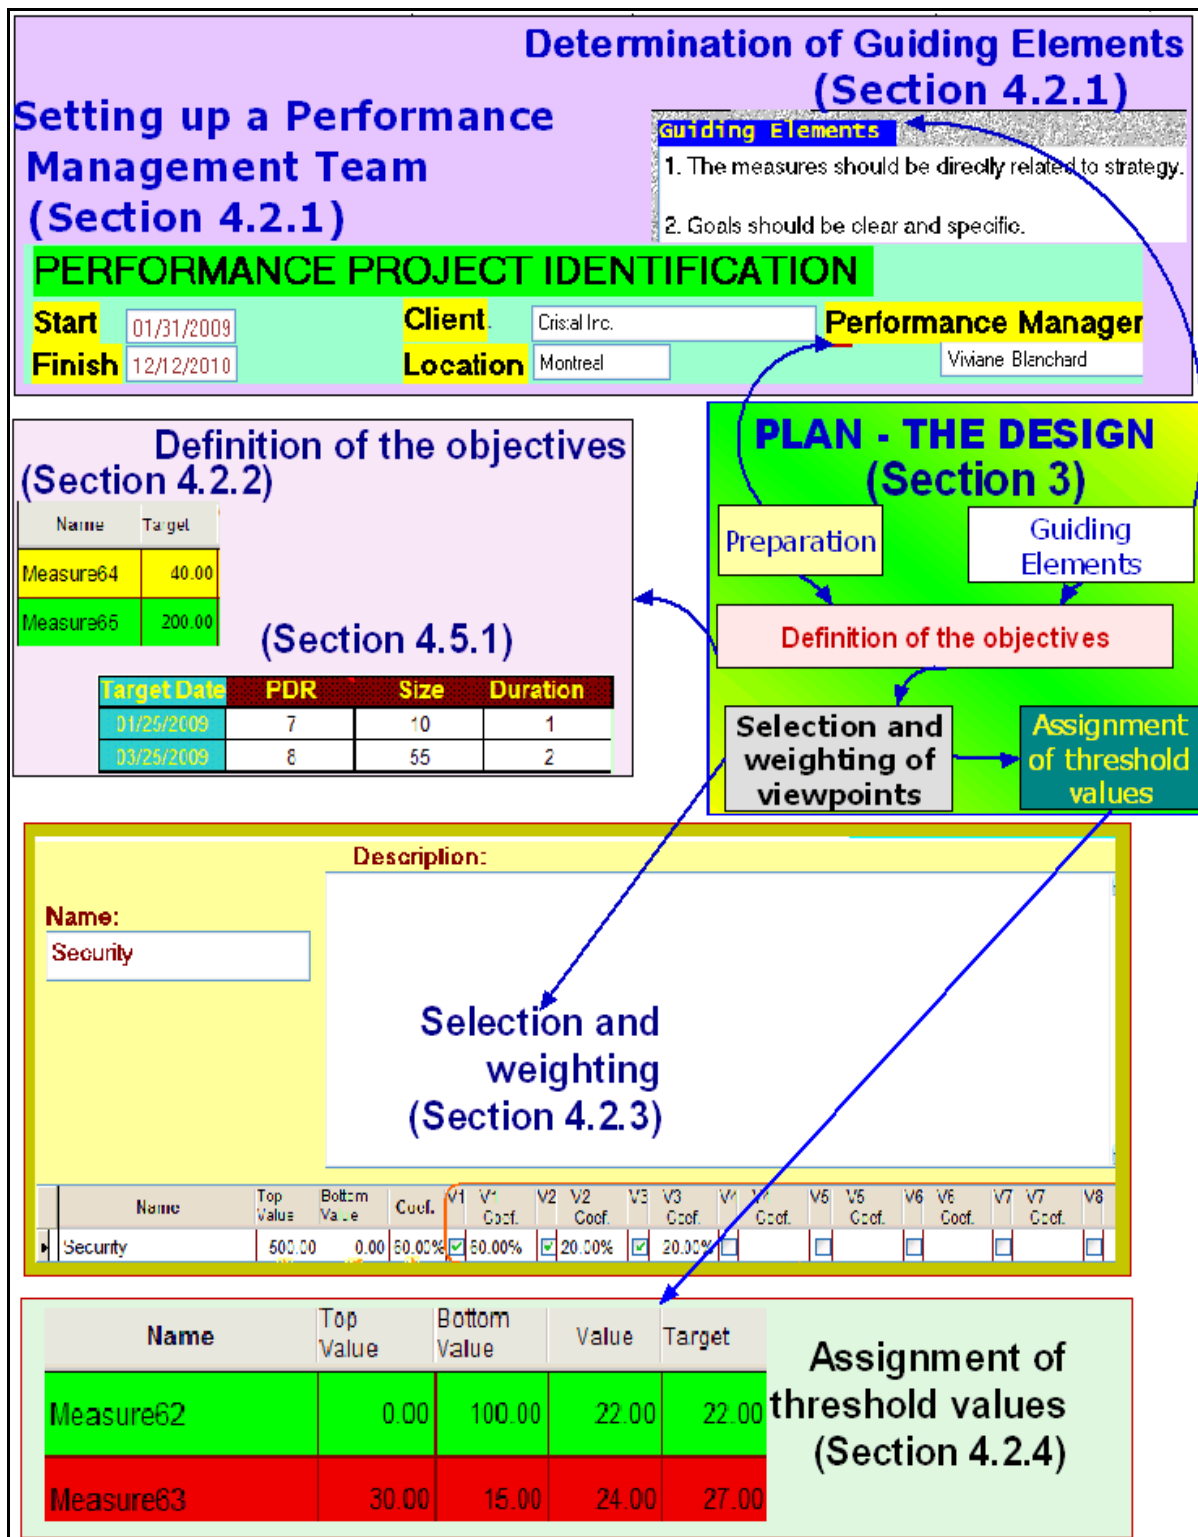 Determination of Guiding Elements
(Section 4.2.1)
Setting up a Performance
Management Team
(Section 4.2.1)
Guiding Elements
1. The measures should be directly related to strategy.
2. Goals should be clear and specific.
PERFORMANCE PROJECT IDENTIFICATION
Start 01/31/2009 Client. Cristal Inc. Performance Manager
Finish 12/12/2010 Location Montreal Viviane Blanchard
Definition of the objectives
(Section 4.2.2)
Name Target
Measure64 40.00
Measure65 200.00
(Section 4.5.1)
Target Date PDR Size Duration
01/25/2009 7 10 1
03/25/2009 8 55 2
PLAN - THE DESIGN
(Section 3)
Preparation
Guiding
Elements
Definition of the objectives
Selection and
weighting of
viewpoints
Assignment
of threshold
values
Description:
Name:
Security
Selection and
weighting
(Section 4.2.3)
Name Top Value Bottom Value Coef. V1 V1 Coef. V2 V2 Coef. V3 V3 Coef. V4 V4 Coef. V5 V5 Coef. V6 V6 Coef. V7 V7 Coef. V8
Security 500.00 0.00 60.00% 60.00% 20.00% 20.00%
Name Top Value Bottom Value Value Target
Measure62 0.00 100.00 22.00 22.00
Measure63 30.00 15.00 24.00 27.00
Assignment of
threshold values
(Section 4.2.4)